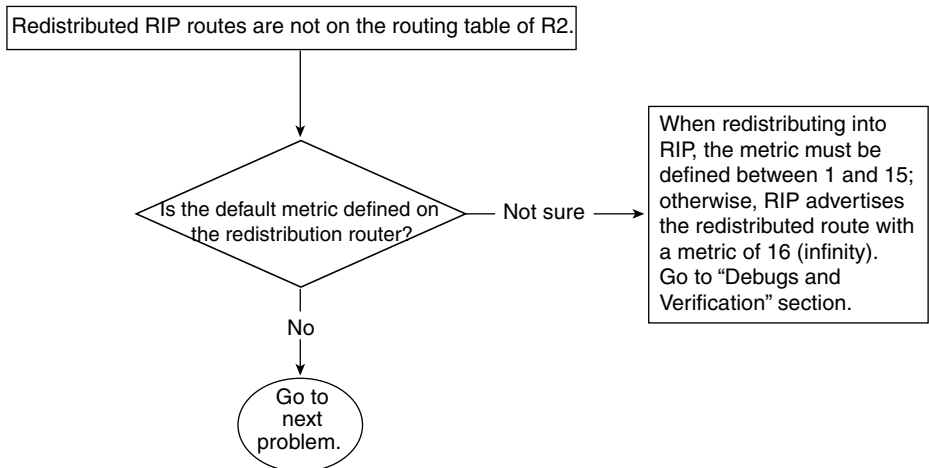 Redistributed RIP routes are not on the routing table of R2.
Is the default metric defined on
the redistribution router?
Not sure
When redistributing into
RIP, the metric must be
defined between 1 and 15;
otherwise, RIP advertises
the redistributed route with
a metric of 16 (infinity).
Go to “Debugs and
Verification” section.
No
Go to
next
problem.